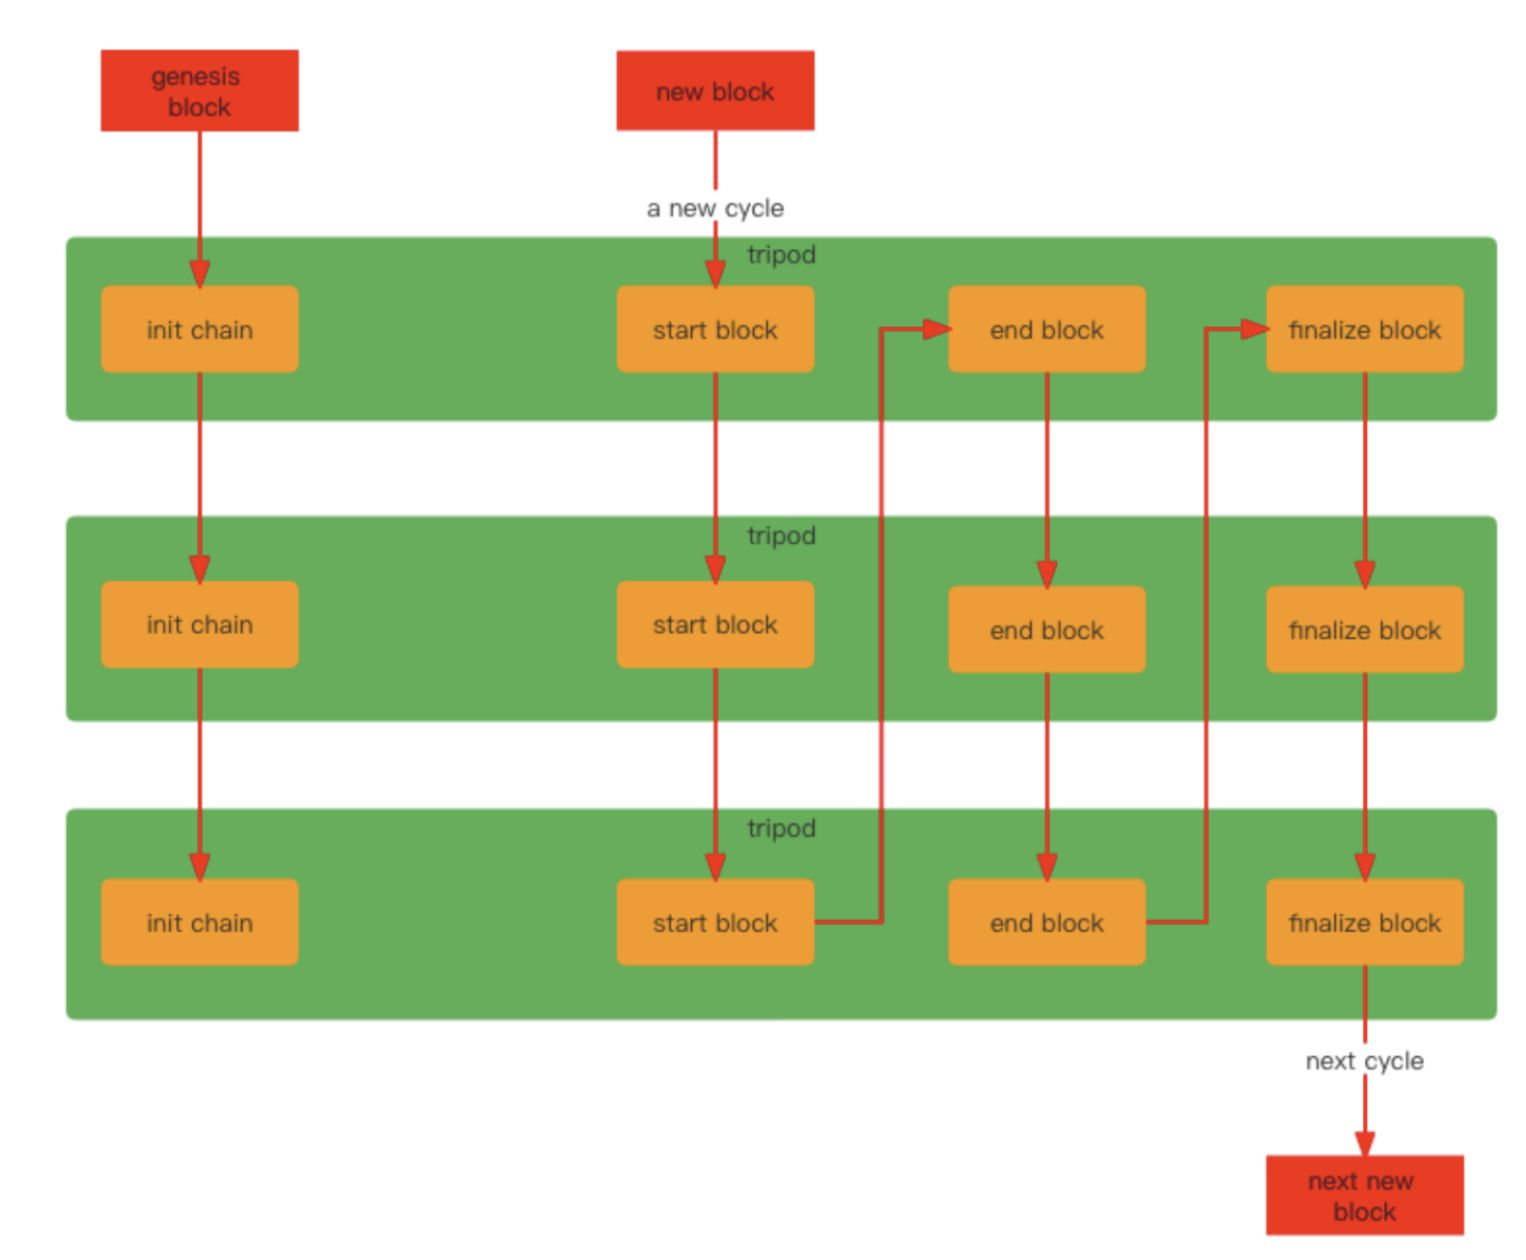 genesis
block
new block
a new cycle
tripod
init chain
start block
end block
finalize block
tripod
init chain
start block
end block
finalize block
tripod
init chain
start block
end block
finalize block
next cycle
next new
block